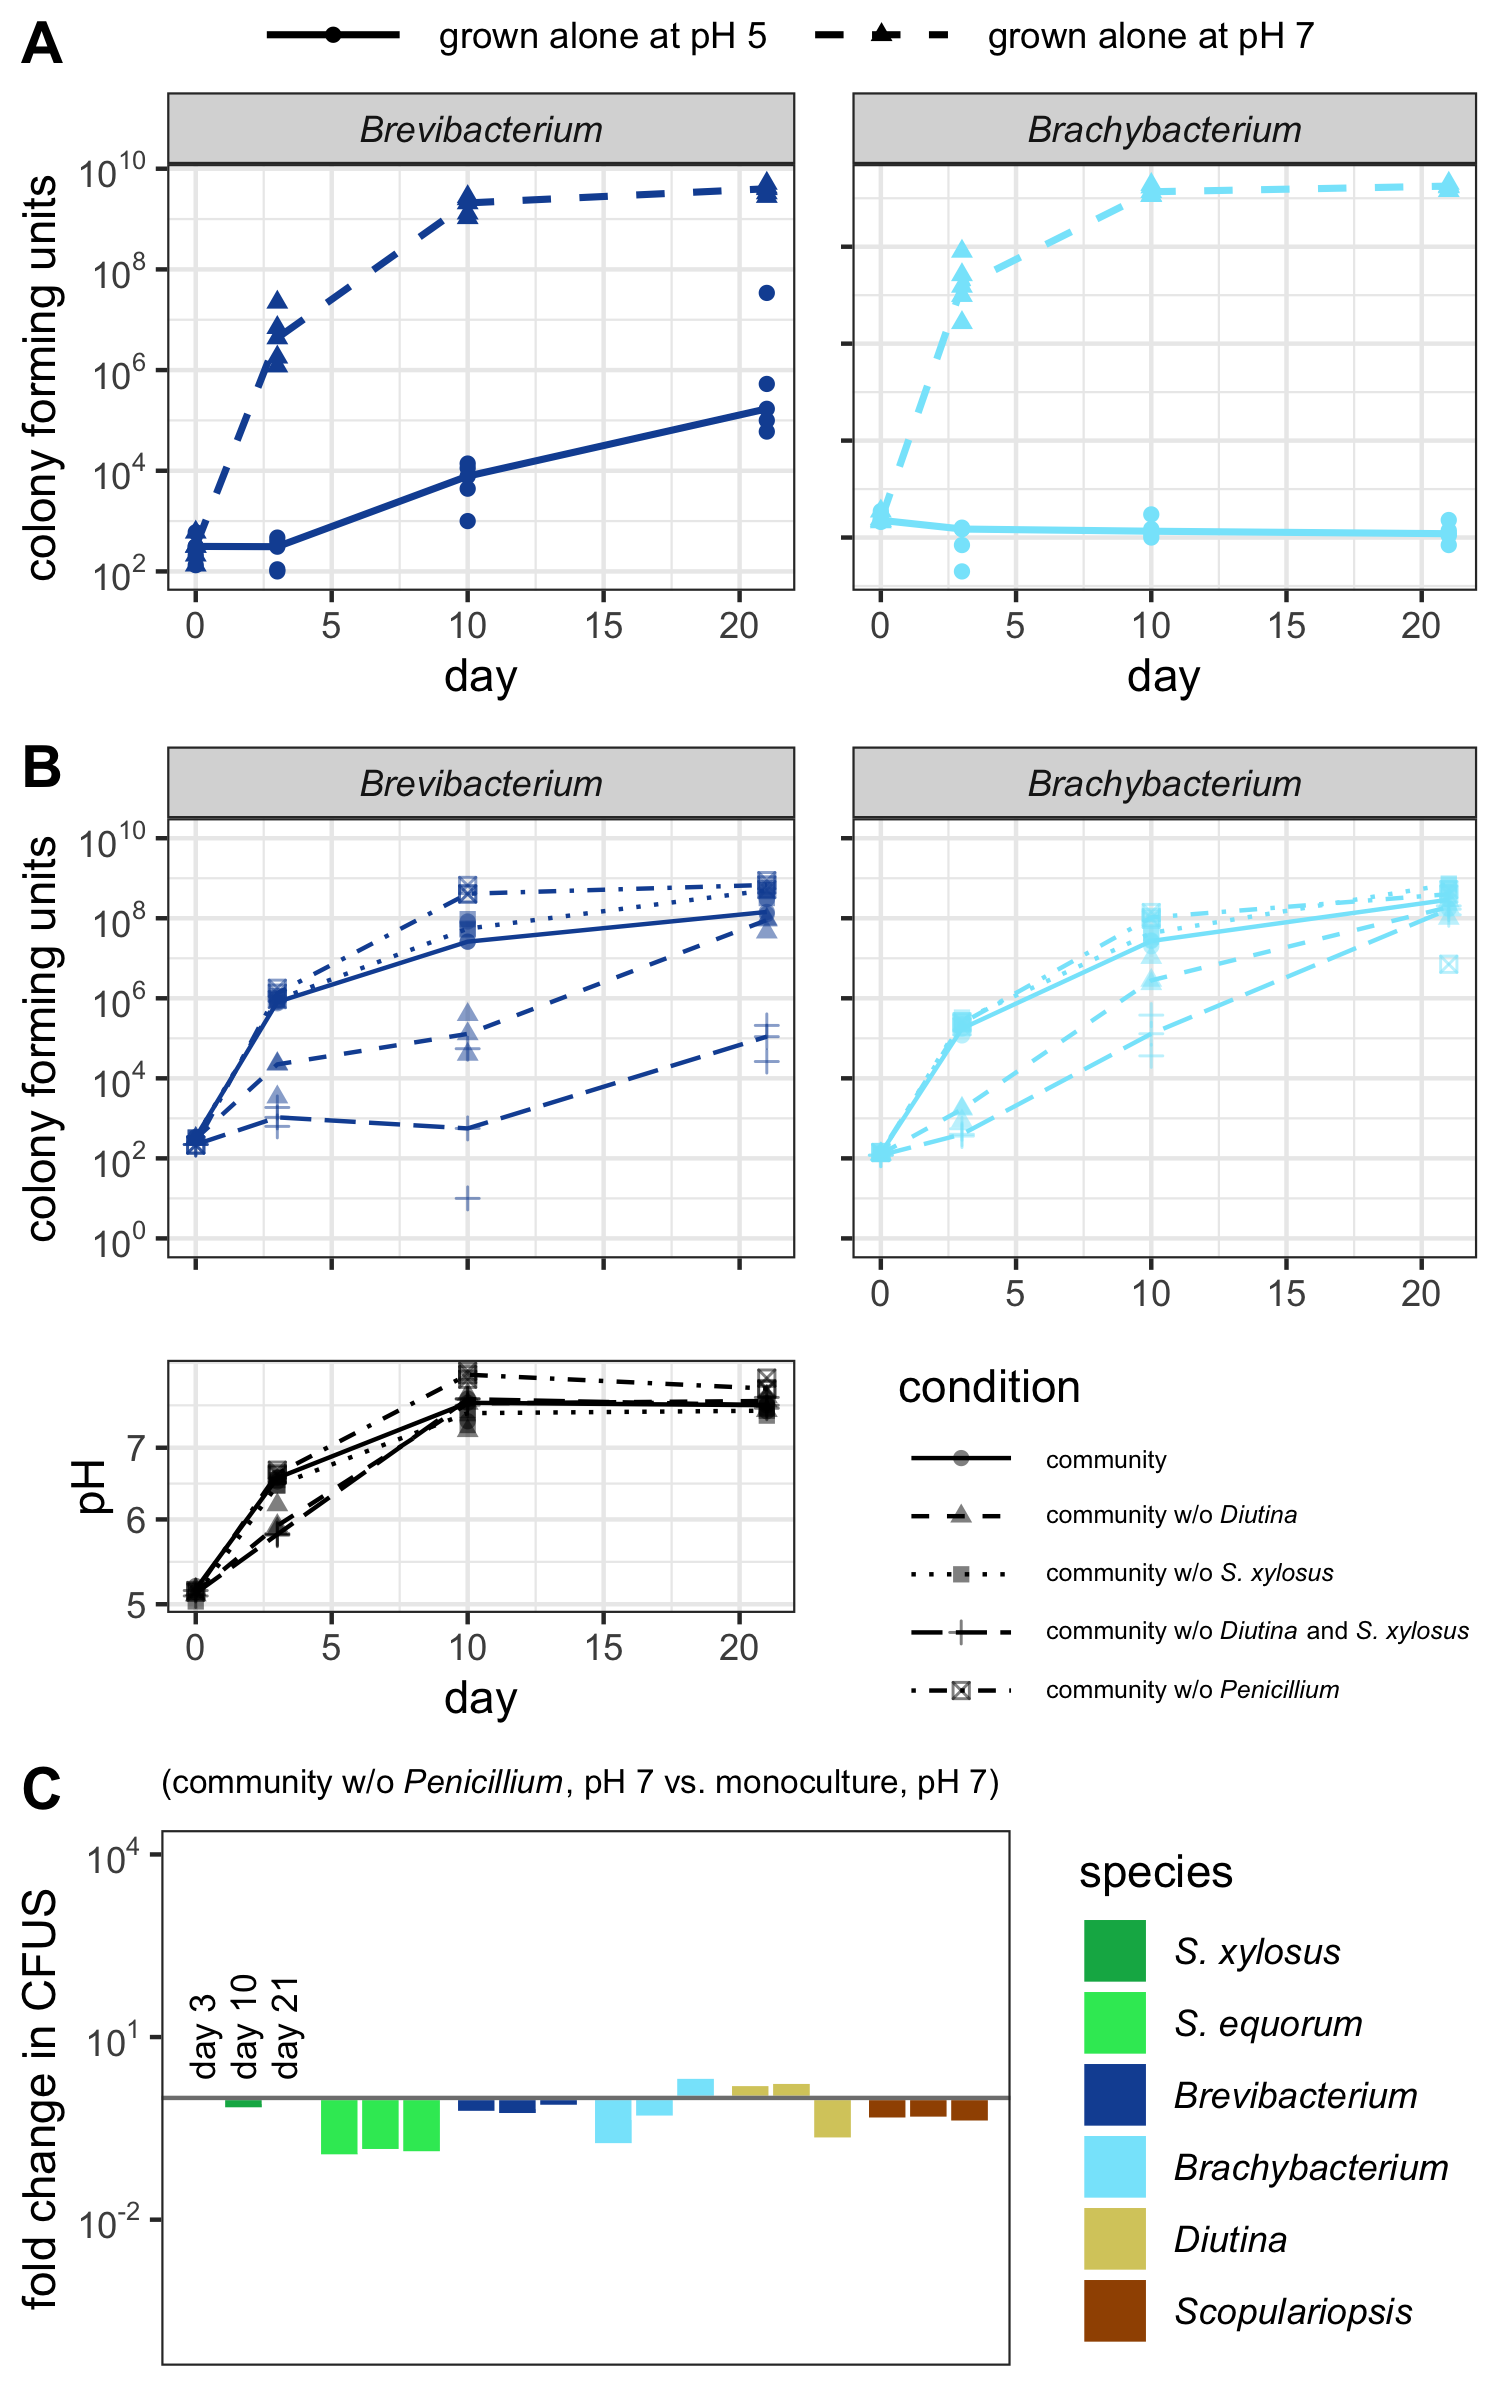 A
grown alone at pH 5 grown alone at pH 7
Brevibacterium Brachybacterium
colony forming units
10^10
10^8
10^6
10^4
10^2
0 5 10 15 20 0 5 10 15 20
day day
B
Brevibacterium Brachybacterium
colony forming units
10^10
10^8
10^6
10^4
10^2
10^0
0 5 10 15 20
pH
7
6
5
0 5 10 15 20
day
condition
community
community w/o Diutina
community w/o S. xylosus
community w/o Diutina and S. xylosus
community w/o Penicillium
C
(community w/o Penicillium, pH 7 vs. monoculture, pH 7)
fold change in CFUS
10^4
10^1
10^-2
day 3
day 10
day 21
species
S. xylosus
S. equorum
Brevibacterium
Brachybacterium
Diutina
Scopulariopsis